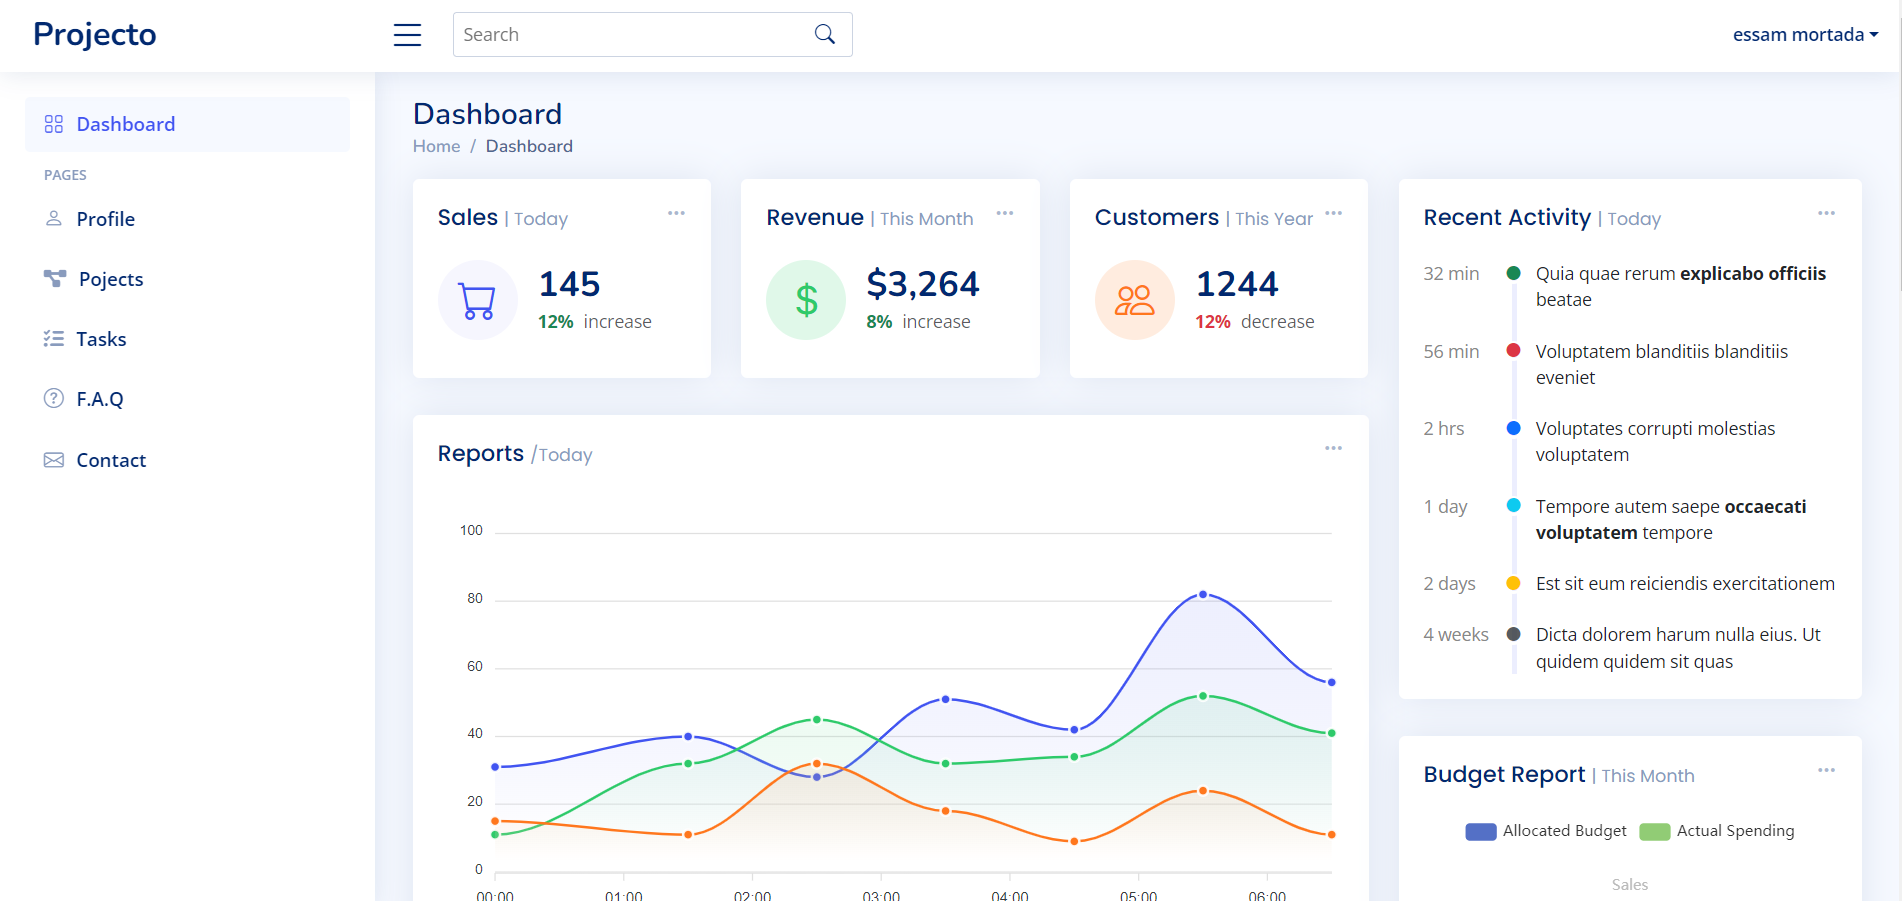 Projecto
Search
essam mortada
Dashboard
PAGES
Profile
Pojects
Tasks
F.A.Q
Contact
Dashboard
Home / Dashboard
Sales | Today
145
12% increase
Revenue | This Month
$3,264
8% increase
Customers | This Year
1244
12% decrease
Reports /Today
100
80
60
40
20
0
00:00 01:00 02:00 03:00 04:00 05:00 06:00
Recent Activity | Today
32 min Quia quae rerum explicabo officiis
beatae
56 min Voluptatem blanditiis blanditiis
eveniet
2 hrs Voluptates corrupti molestias
voluptatem
1 day Tempore autem saepe occaecati
voluptatem tempore
2 days Est sit eum reiciendis exercitationem
4 weeks Dicta dolorem harum nulla eius. Ut
quidem quidem sit quas
Budget Report | This Month
Allocated Budget Actual Spending
Sales